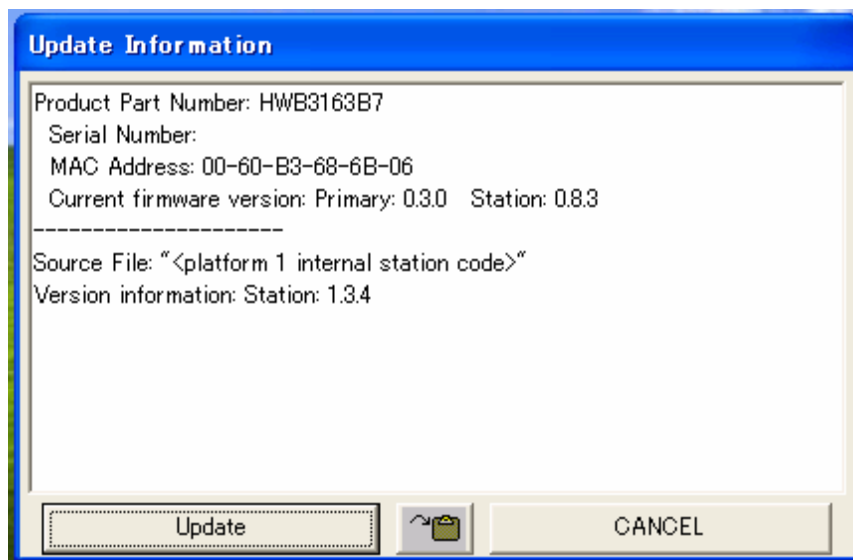 Update Information
Product Part Number: HWB3163B7
Serial Number:
MAC Address: 00-60-B3-68-6B-06
Current firmware version: Primary: 0.3.0 Station: 0.8.3
---------------------
Source File: "<platform 1 internal station code>"
Version information: Station: 1.3.4
Update
CANCEL